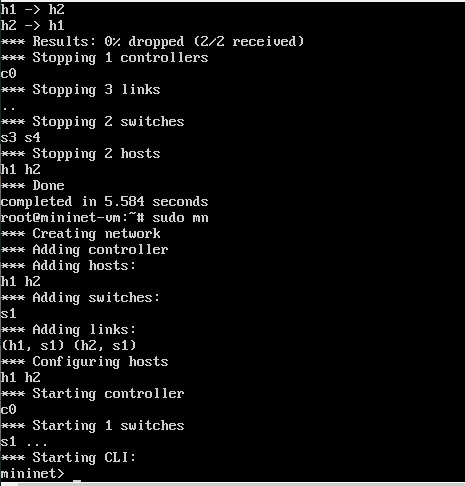 h1 -> h2
h2 -> h1
*** Results: 0% dropped (2/2 received)
*** Stopping 1 controllers
c0
*** Stopping 3 links
..
*** Stopping 2 switches
s3 s4
*** Stopping 2 hosts
h1 h2
*** Done
completed in 5.584 seconds
root@mininet-vm:~# sudo mn
*** Creating network
*** Adding controller
*** Adding hosts:
h1 h2
*** Adding switches:
s1
*** Adding links:
(h1, s1) (h2, s1)
*** Configuring hosts
h1 h2
*** Starting controller
c0
*** Starting 1 switches
s1 ...
*** Starting CLI:
mininet> _